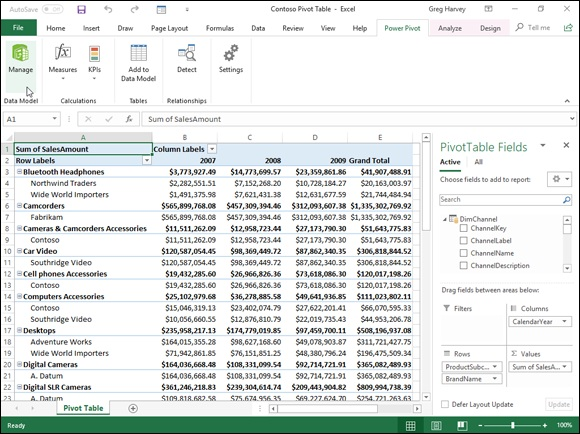 AutoSave Off Contoso Pivot Table - Excel Greg Harvey
File Home Insert Draw Page Layout Formulas Data Review View Help Power Pivot Analyze Design Tell me
Manage Measures KPIs Add to Data Model Detect Settings
Data Model Calculations Tables Relationships
A1 fx Sum of SalesAmount
A B C D E
1 Sum of SalesAmount Column Labels
2 Row Labels 2007 2008 2009 Grand Total
3 Bluetooth Headphones $3,773,927.49 $14,773,699.57 $23,359,861.86 $41,907,488.91
4 Northwind Traders $2,282,551.51 $7,152,268.20 $10,728,184.27 $20,163,003.97
5 Wide World Importers $1,491,375.98 $7,621,431.38 $12,631,677.59 $21,744,484.94
6 Camcorders $565,899,768.08 $457,309,394.46 $312,093,607.38 $1,335,302,769.92
7 Fabrikam $565,899,768.08 $457,309,394.46 $312,093,607.38 $1,335,302,769.92
8 Cameras & Camcorders Accessories $11,511,262.09 $12,958,723.44 $27,173,790.30 $51,643,775.83
9 Contoso $11,511,262.09 $12,958,723.44 $27,173,790.30 $51,643,775.83
10 Car Video $120,587,054.45 $98,369,449.72 $87,862,340.35 $306,818,844.52
11 Southridge Video $120,587,054.45 $98,369,449.72 $87,862,340.35 $306,818,844.52
12 Cell phones Accessories $19,432,285.60 $26,966,826.36 $73,618,086.30 $120,017,198.26
13 Contoso $19,432,285.60 $26,966,826.36 $73,618,086.30 $120,017,198.26
14 Computers Accessories $25,102,979.68 $36,278,885.58 $49,641,936.85 $111,023,802.11
15 Contoso $15,046,319.13 $23,402,074.79 $27,622,201.41 $66,070,595.33
16 Southridge Video $10,056,660.55 $12,876,810.79 $22,019,735.43 $44,953,206.78
17 Desktops $235,958,217.13 $174,779,019.85 $97,459,700.11 $508,196,937.08
18 Adventure Works $164,015,355.28 $98,627,168.60 $49,078,903.87 $311,721,427.75
19 Wide World Importers $71,942,861.85 $76,151,851.25 $48,380,796.24 $196,475,509.34
20 Digital Cameras $164,036,668.48 $108,331,099.54 $92,714,721.91 $365,082,489.93
21 A. Datum $164,036,668.48 $108,331,099.54 $92,714,721.91 $365,082,489.93
22 Digital SLR Cameras $361,246,218.83 $239,304,614.74 $209,443,904.82 $809,994,738.39
23 A. Datum $109,818,682.58 $75,674,956.35 $69,227,624.70 $254,721,263.63
Pivot Table
PivotTable Fields
Active All
Choose fields to add to report:
Search
DimChannel
ChannelKey
ChannelLabel
ChannelName
ChannelDescription
Drag fields between areas below:
Filters Columns
CalendarYear
Rows Values
ProductSubc... Sum of SalesA...
BrandName
Defer Layout Update Update
Ready 100%